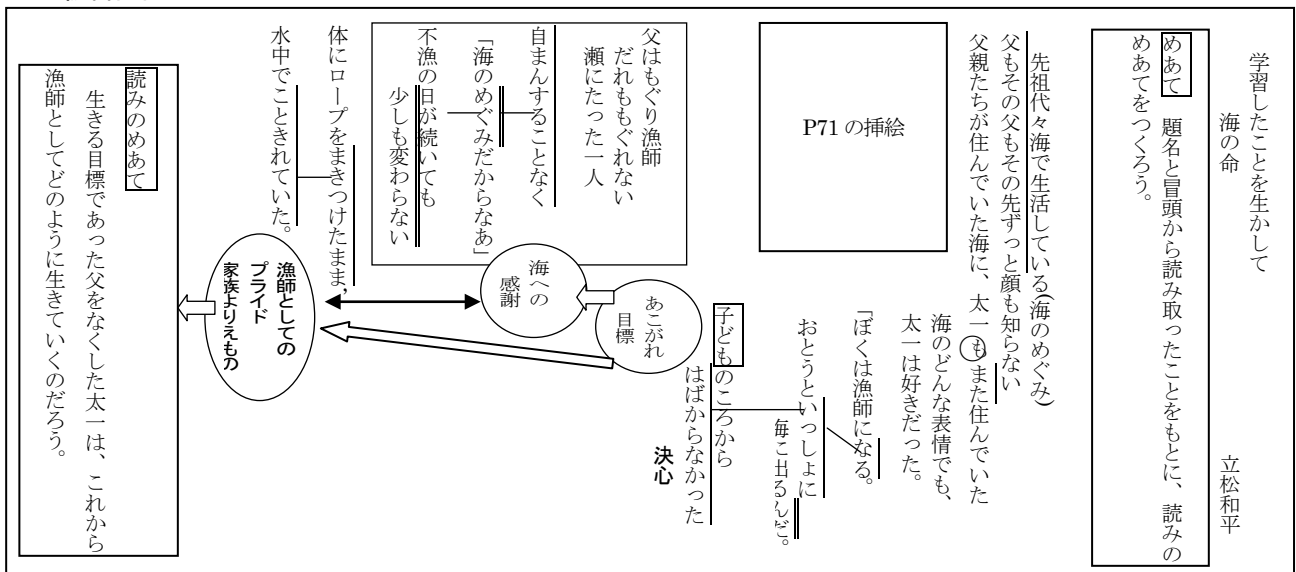 学習したことを生かして
海の命　立松和平
めあて　題名と冒頭から読み取ったことをもとに、読みの
めあてをつくろう。
先祖代々海で生活している(海のめぐみ)
父もその父もその先ずっと顔も知らない
父親たちが住んでいた海に、太一もまた住んでいた
海のどんな表情でも、
太一は好きだった。
「ぼくは漁師になる。
おとうといっしょに
海に出るんだ。
子どものころから
はばからなかった
決心
P71の挿絵
あこがれ
目標
海への
感謝
父はもぐり漁師
だれももぐれない
瀬にたった一人
自まんすることなく
「海のめぐみだからなあ」
不漁の日が続いても
少しも変わらない
体にロープをまきつけたまま,
水中でこときれていた。
漁師としての
プライド
家族よりえもの
読みのめあて
生きる目標であった父をなくした太一は、これから
漁師としてどのように生きていくのだろう。